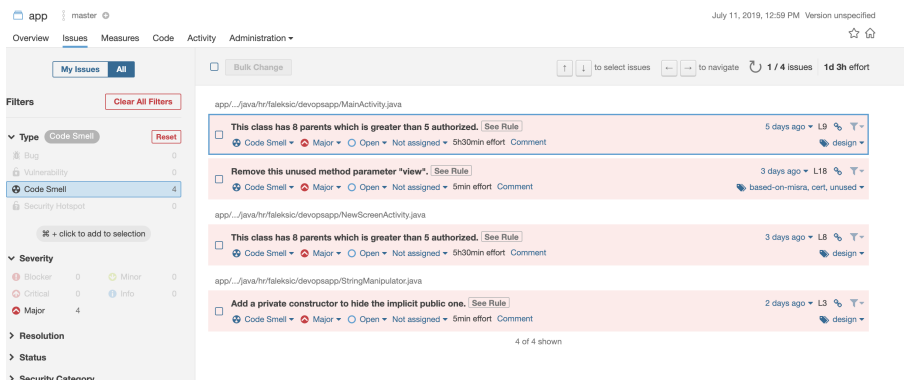 app master
July 11, 2019, 12:59 PM Version unspecified
Overview Issues Measures Code Activity Administration
My Issues All
Bulk Change
↑ ↓ to select issues ← → to navigate 1 / 4 issues 1d 3h effort
Filters Clear All Filters
Type Code Smell Reset
Bug 0
Vulnerability 0
Code Smell 4
Security Hotspot 0
⌘ + click to add to selection
Severity
Blocker 0 Minor 0
Critical 0 Info 0
Major 4
Resolution
Status
Security Category
app/.../java/hr/faleksic/devopsapp/MainActivity.java
This class has 8 parents which is greater than 5 authorized. See Rule 5 days ago L9
Code Smell Major Open Not assigned 5h30min effort Comment design
Remove this unused method parameter "view". See Rule 3 days ago L18
Code Smell Major Open Not assigned 5min effort Comment based-on-misra, cert, unused
app/.../java/hr/faleksic/devopsapp/NewScreenActivity.java
This class has 8 parents which is greater than 5 authorized. See Rule 3 days ago L8
Code Smell Major Open Not assigned 5h30min effort Comment design
app/.../java/hr/faleksic/devopsapp/StringManipulator.java
Add a private constructor to hide the implicit public one. See Rule 2 days ago L3
Code Smell Major Open Not assigned 5min effort Comment design
4 of 4 shown